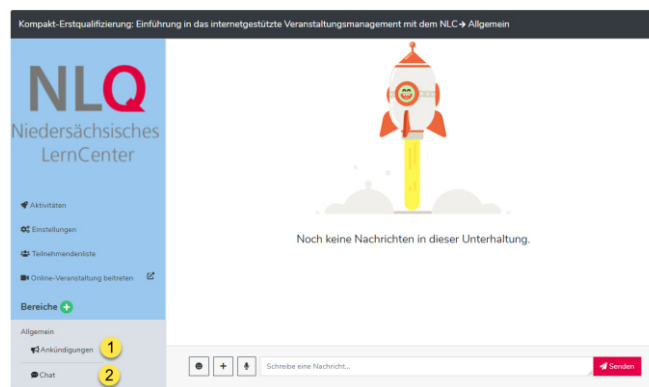 Kompakt-Erstqualifizierung: Einführung in das internetgestützte Veranstaltungsmanagement mit dem NLC → Allgemein
NLQ
Niedersächsisches
LernCenter
Aktivitäten
Einstellungen
Teilnehmendenliste
Online-Veranstaltung beitreten
Bereiche
Allgemein
Ankündigungen 1
Chat 2
Noch keine Nachrichten in dieser Unterhaltung.
Schreibe eine Nachricht... Senden